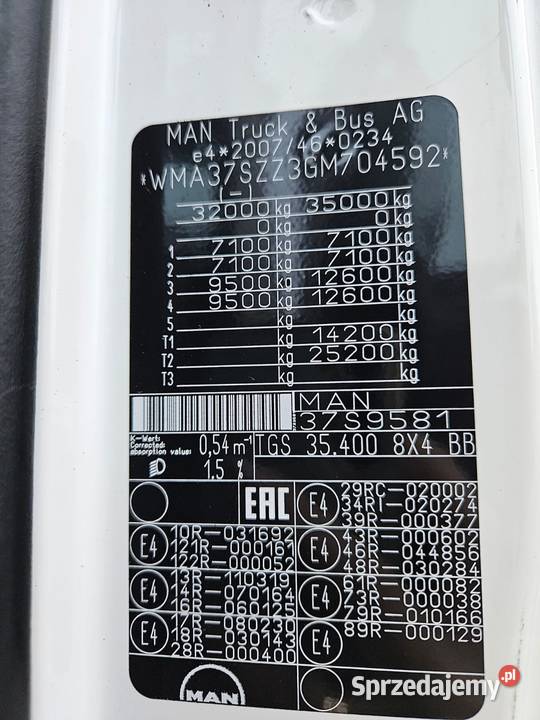 MAN Truck & Bus AG
e4*2007/46*0234
*WMA37SZZ3GM704592*
(-)
32000 kg 35000 kg
0 kg 0 kg
1 7100 kg 7100 kg
2 7100 kg 7100 kg
3 9500 kg 12600 kg
4 9500 kg 12600 kg
5 kg kg
T1 kg 14200 kg
T2 kg 25200 kg
T3 kg kg
MAN
37S9581
K-Wert:
Corrected
absorption value: 0,54 m-1 TGS 35.400 8X4 BB
1.5 %
EAC E4 29RC-020002
34RI-020274
39R-000377
E4 10R-031692
121R-000161
122R-000052
E4 43R-000602
46R-044856
48R-030284
E4 13R-110319
14R-070164
16R-060125
E4 61R-000082
73R-000038
79R-010166
E4 17R-080230
18R-030143
28R-000400
E4 89R-000129
MAN
Sprzedajemy.pl